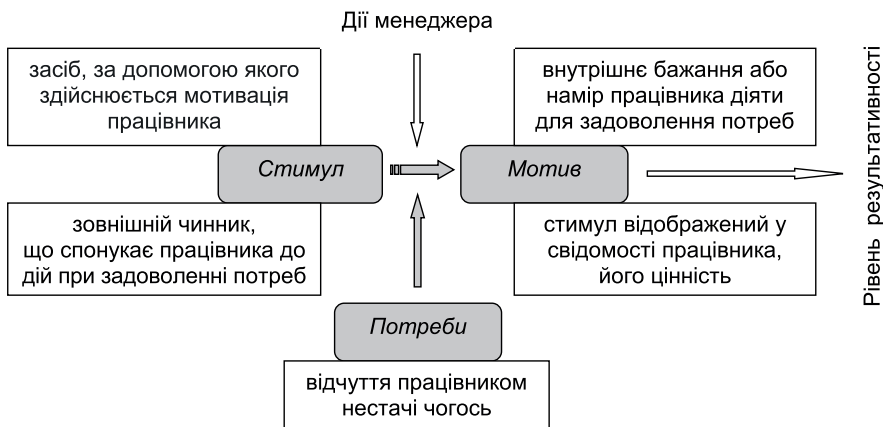 Дії менеджера
засіб, за допомогою якого
здійснюється мотивація
працівника
внутрішнє бажання або
намір працівника діяти
для задоволення потреб
Стимул
Мотив
зовнішній чинник,
що спонукає працівника до
дій при задоволенні потреб
стимул відображений у
свідомості працівника,
його цінність
Потреби
відчуття працівником
нестачі чогось
Рівень результативності